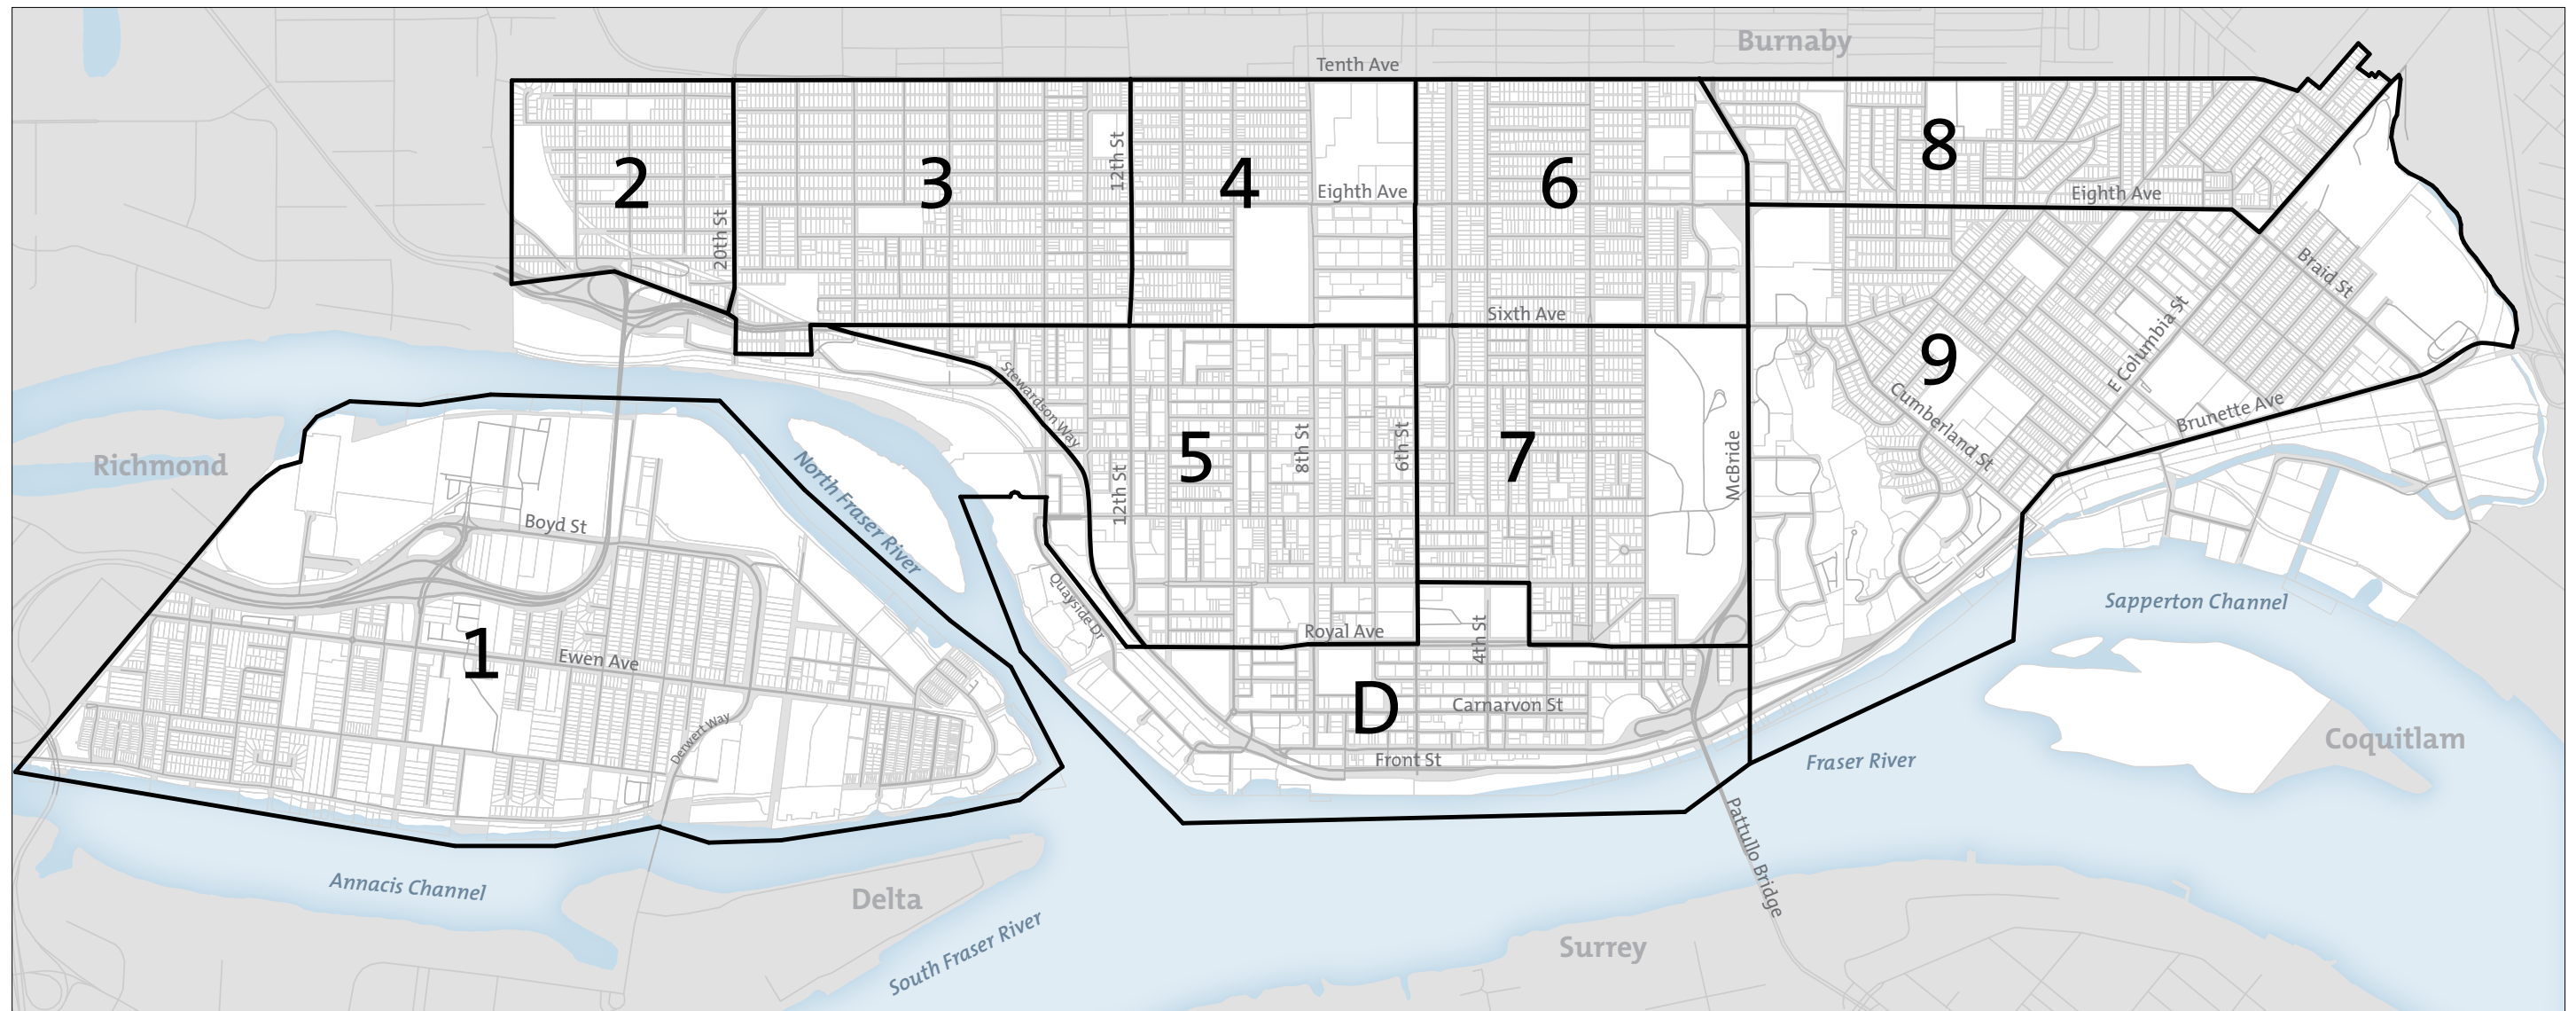 Burnaby
Tenth Ave
2
20th St
3
12th St
4
Eighth Ave
6
8
Eighth Ave
Sixth Ave
Braid St
E Columbia St
9
Cumberland St
Brunette Ave
Stewardson Way
5
12th St
8th St
6th St
7
McBride
Richmond
North Fraser River
Boyd St
Quayside Dr
1
Ewen Ave
Derwent Way
Royal Ave
4th St
D
Carnarvon St
Front St
Sapperton Channel
Fraser River
Coquitlam
Pattullo Bridge
Annacis Channel
Delta
South Fraser River
Surrey